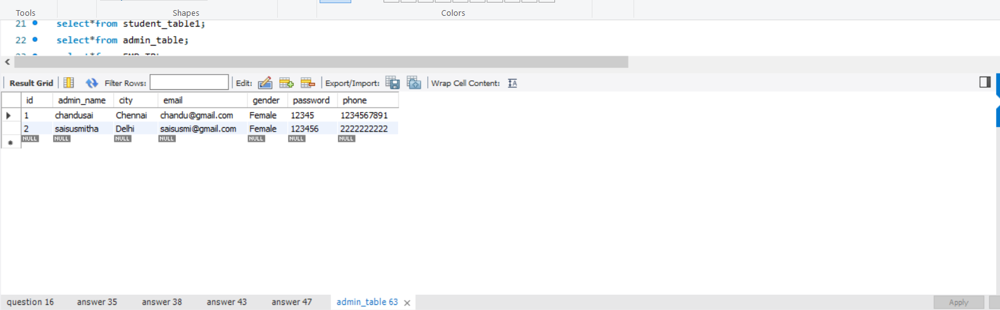 Tools Shapes Colors
21 select*from student_table1;
22 select*from admin_table;
Result Grid Filter Rows: Edit: Export/Import: Wrap Cell Content:
id admin_name city email gender password phone
1 chandusai Chennai chandu@gmail.com Female 12345 1234567891
2 saisusmitha Delhi saisusmi@gmail.com Female 123456 2222222222
NULL NULL NULL NULL NULL NULL NULL
question 16 answer 35 answer 38 answer 43 answer 47 admin_table 63 Apply